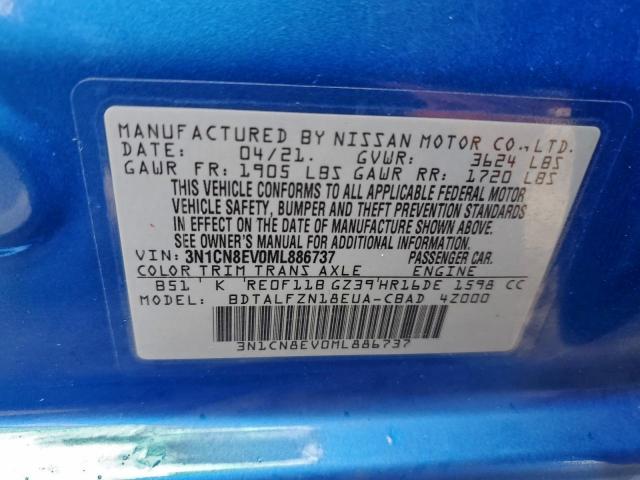 MANUFACTURED BY NISSAN MOTOR CO.,LTD.
DATE: 04/21. GVWR: 3624 LBS
GAWR FR: 1905 LBS GAWR RR: 1720 LBS
THIS VEHICLE CONFORMS TO ALL APPLICABLE FEDERAL MOTOR
VEHICLE SAFETY, BUMPER AND THEFT PREVENTION STANDARDS
IN EFFECT ON THE DATE OF MANUFACTURE SHOWN ABOVE.
SEE OWNER'S MANUAL FOR ADDITIONAL INFORMATION.
VIN: 3N1CN8EV0ML886737 PASSENGER CAR.
COLOR TRIM TRANS AXLE ENGINE
B51' K 'RE0F11B GZ39'HR16DE 1598 CC
MODEL: BDTALFZN18EUA-CBAD 4Z000
3N1CN8EV0ML886737